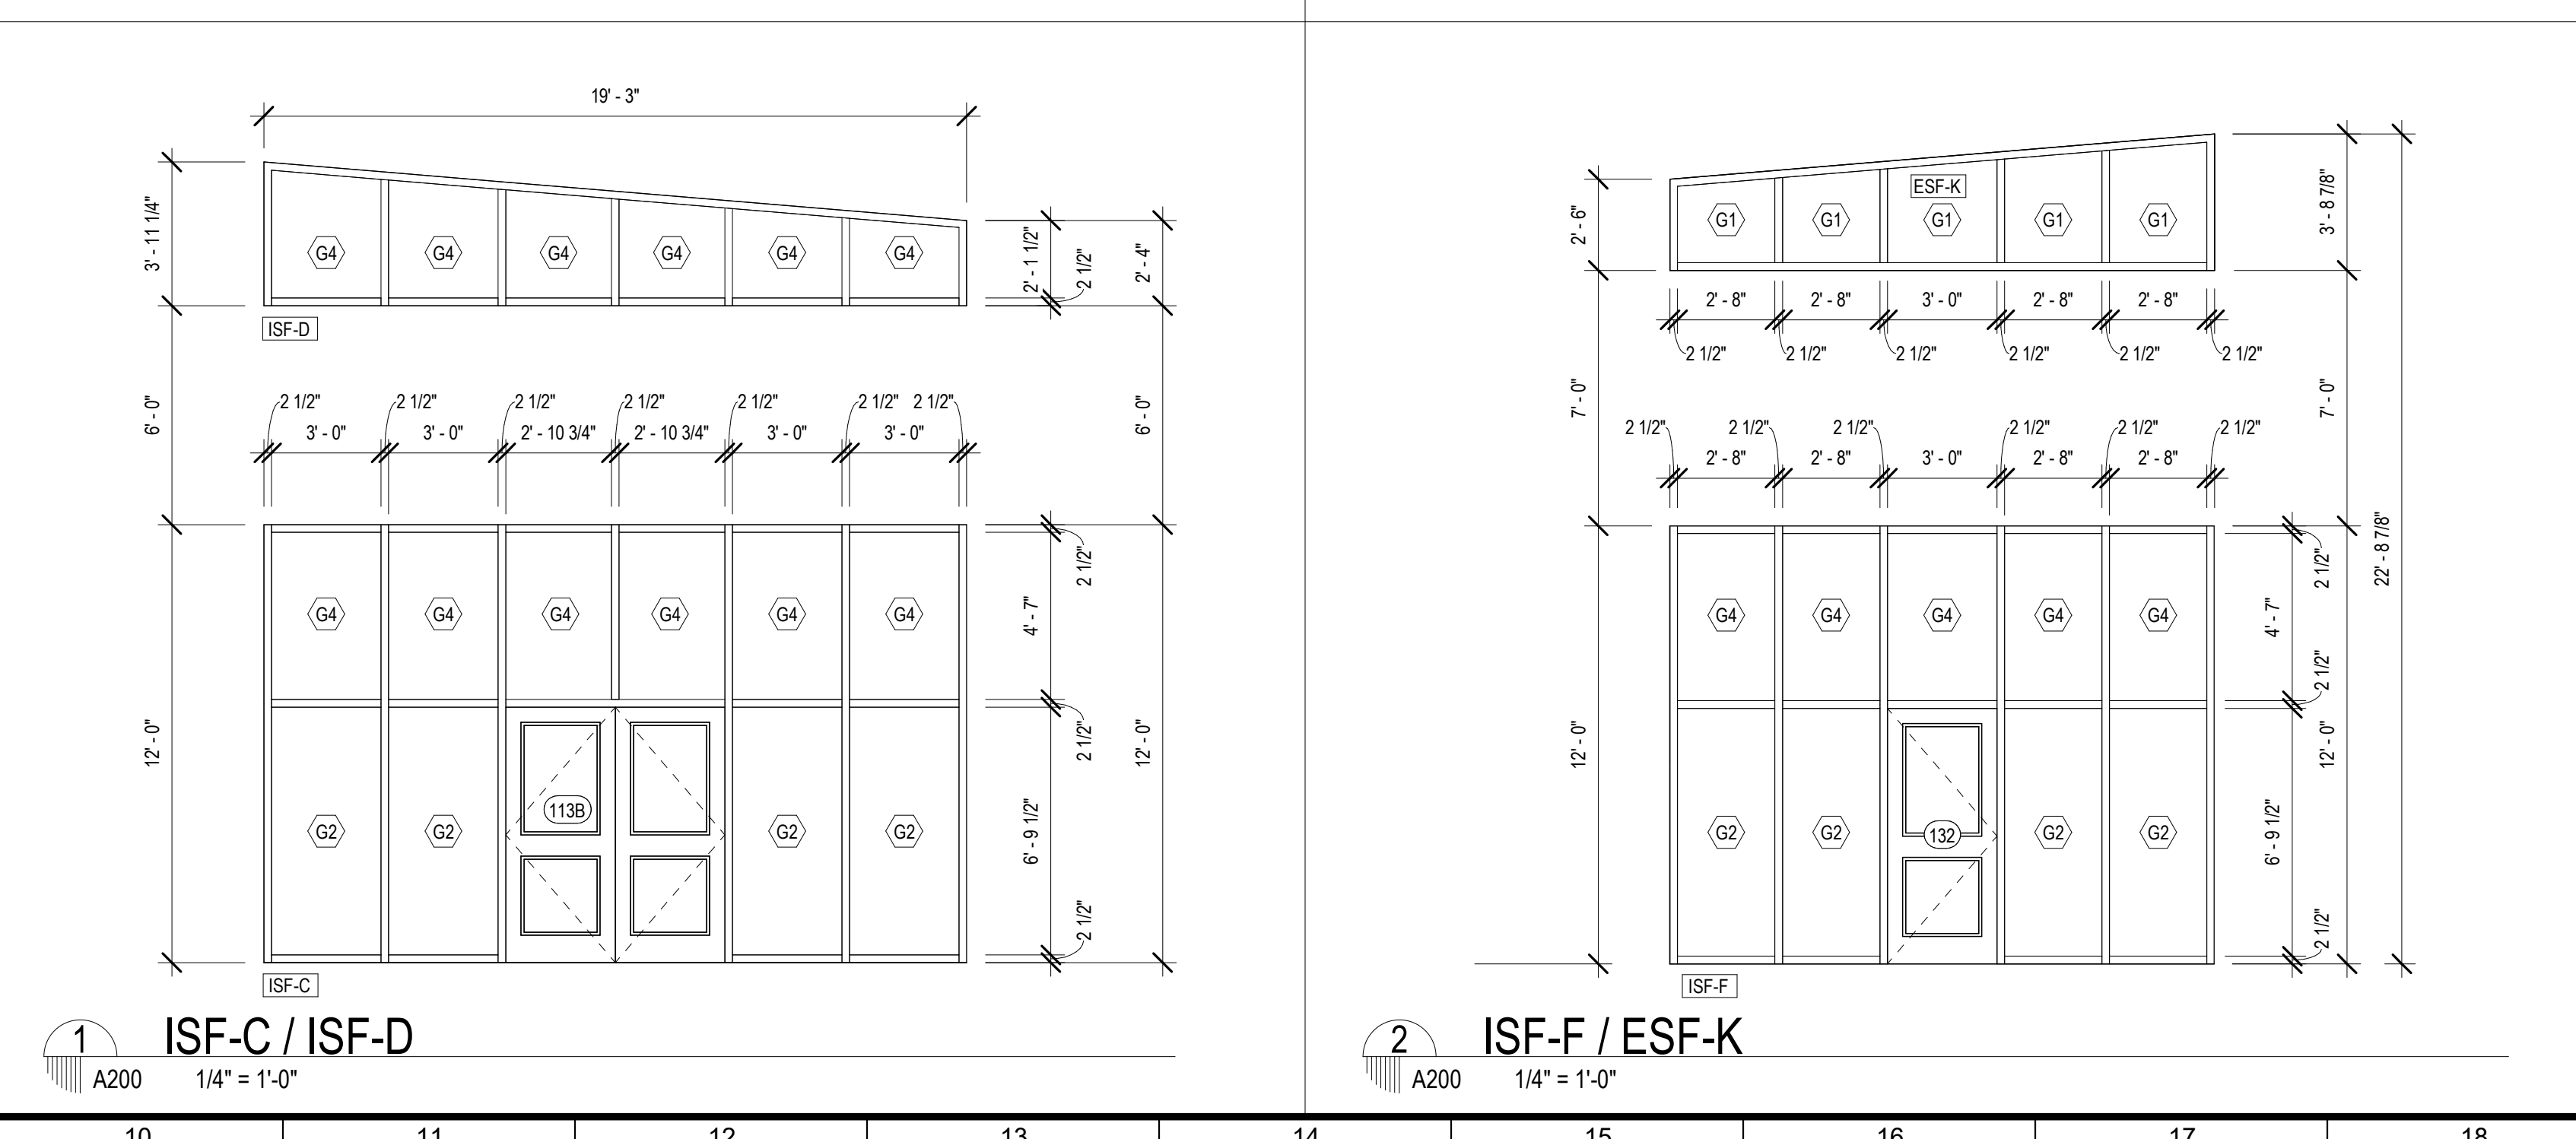 19' - 3"
3' - 11 1/4"
G4 G4 G4 G4 G4 G4
2' - 1 1/2"
2 1/2"
2' - 4"
ISF-D
6' - 0"
2 1/2" 2 1/2" 2 1/2" 2 1/2" 2 1/2" 2 1/2" 2 1/2"
3' - 0" 3' - 0" 2' - 10 3/4" 2' - 10 3/4" 3' - 0" 3' - 0"
6' - 0"
G4 G4 G4 G4 G4 G4
2 1/2"
4' - 7"
12' - 0"
2 1/2"
12' - 0"
113B
G2 G2 G2 G2
6' - 9 1/2"
2 1/2"
ISF-C
1 ISF-C / ISF-D
A200 1/4" = 1'-0"
2' - 6"
ESF-K
G1 G1 G1 G1 G1
3' - 8 7/8"
2' - 8" 2' - 8" 3' - 0" 2' - 8" 2' - 8"
2 1/2" 2 1/2" 2 1/2" 2 1/2" 2 1/2" 2 1/2"
7' - 0"
7' - 0"
2 1/2" 2 1/2" 2 1/2" 2 1/2" 2 1/2" 2 1/2"
2' - 8" 2' - 8" 3' - 0" 2' - 8" 2' - 8"
22' - 8 7/8"
2 1/2"
G4 G4 G4 G4 G4
4' - 7"
2 1/2"
12' - 0"
12' - 0"
132
G2 G2 G2 G2
6' - 9 1/2"
2 1/2"
ISF-F
2 ISF-F / ESF-K
A200 1/4" = 1'-0"
10 11 12 13 14 15 16 17 18